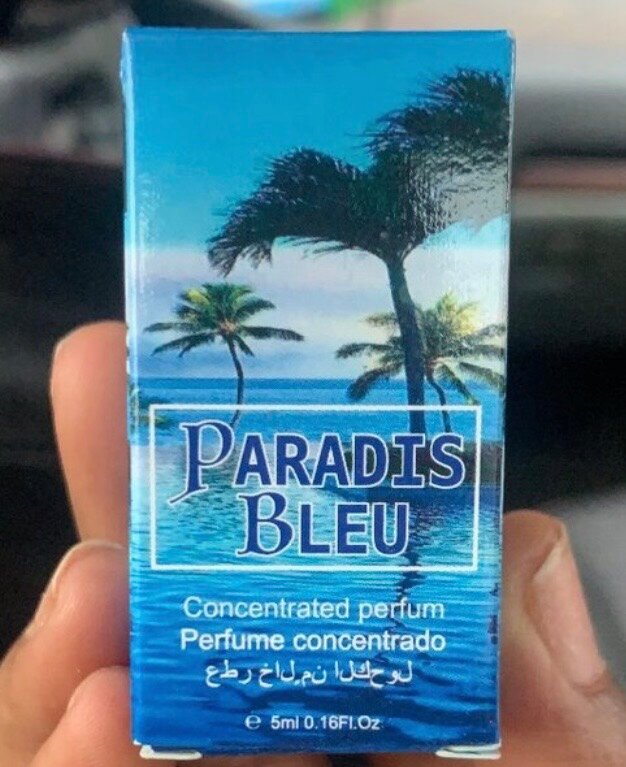 PARADIS
BLEU
Concentrated perfum
Perfume concentrado
عطر خالٍ من الكحول
℮ 5ml 0.16Fl.Oz